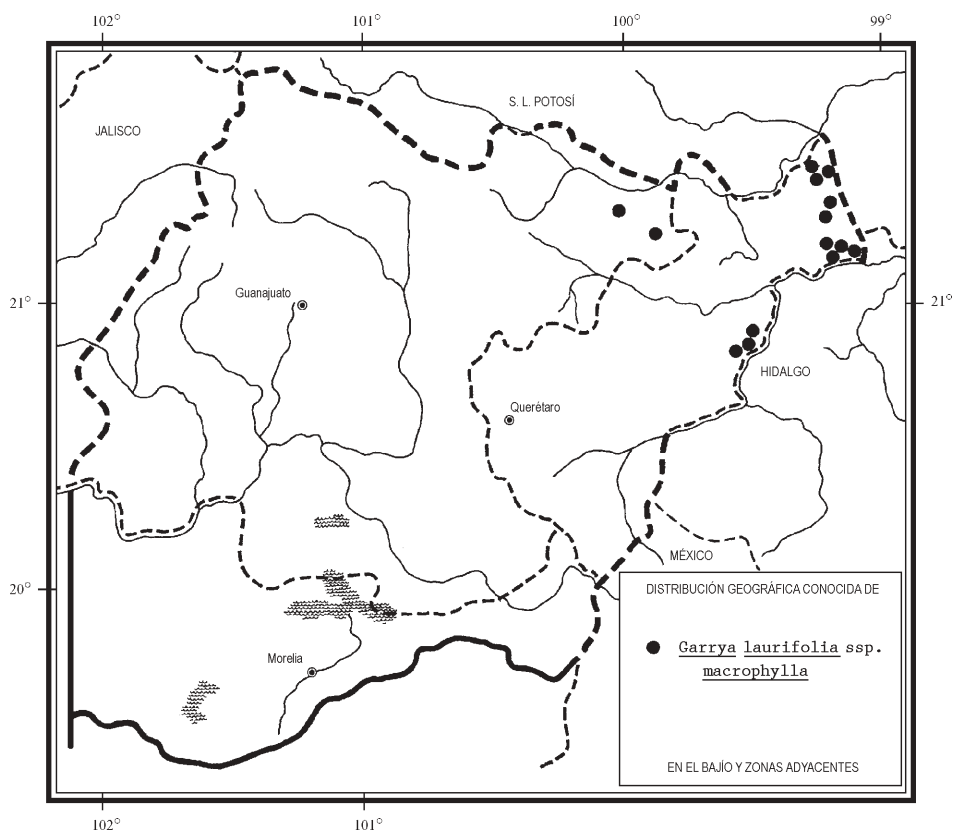 102° 101° 100° 99°
S. L. POTOSÍ
JALISCO
Guanajuato
21° 21°
HIDALGO
Querétaro
MÉXICO
20°
DISTRIBUCIÓN GEOGRÁFICA CONOCIDA DE
Garrya laurifolia ssp.
macrophylla
Morelia
EN EL BAJÍO Y ZONAS ADYACENTES
102° 101°